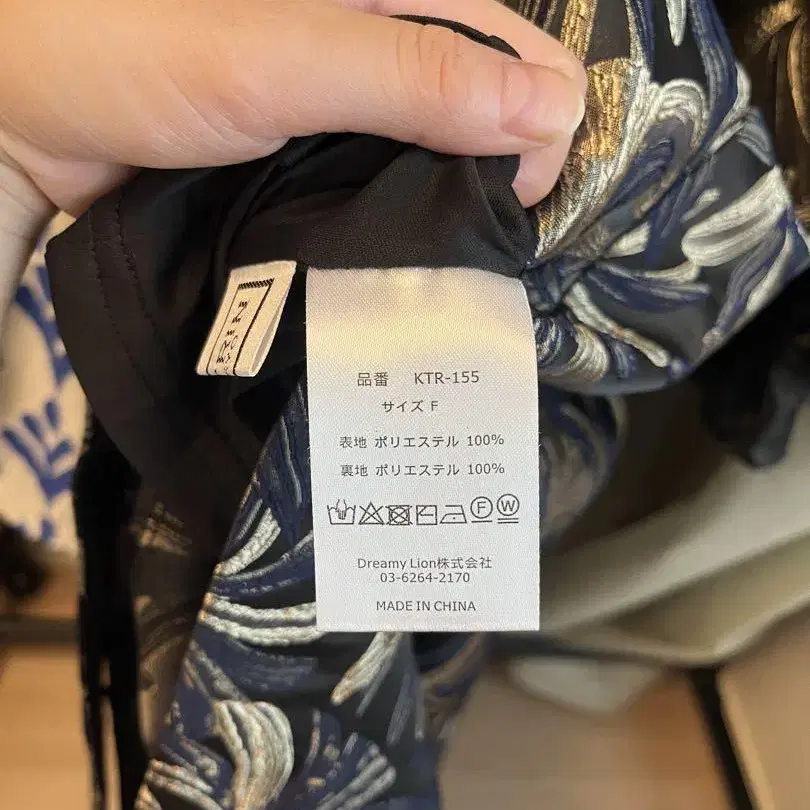 品番 KTR-155
サイズ F
表地 ポリエステル 100%
裏地 ポリエステル 100%
F W
Dreamy Lion株式会社
03-6264-2170
MADE IN CHINA